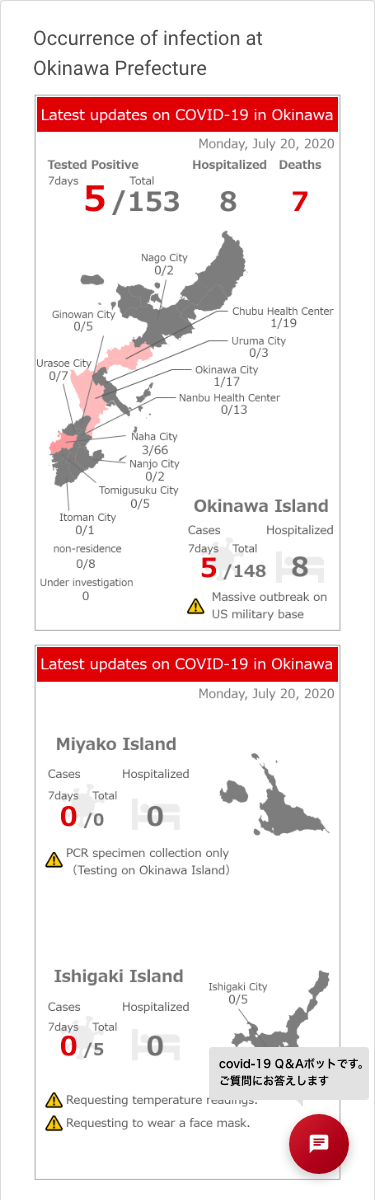 Occurrence of infection at
Okinawa Prefecture
Latest updates on COVID-19 in Okinawa
Monday, July 20, 2020
Tested Positive
Hospitalized
Deaths
7days
Total
5/153
8
7
Nago City
0/2
Ginowan City
0/5
Chubu Health Center
1/19
Uruma City
0/3
Urasoe City
0/7
Okinawa City
1/17
Nanbu Health Center
0/13
Naha City
3/66
Nanjo City
0/2
Tomigusuku City
0/5
Itoman City
0/1
non-residence
0/8
Under investigation
0
Okinawa Island
Cases
Hospitalized
7days
Total
5/148
8
Massive outbreak on
US military base
Latest updates on COVID-19 in Okinawa
Monday, July 20, 2020
Miyako Island
Cases
Hospitalized
7days
Total
0/0
0
PCR specimen collection only
（Testing on Okinawa Island）
Ishigaki Island
Cases
Hospitalized
7days
Total
0/5
0
Ishigaki City
0/5
covid-19 Q&Aボットです。
ご質問にお答えします
Requesting temperature readings.
Requesting to wear a face mask.